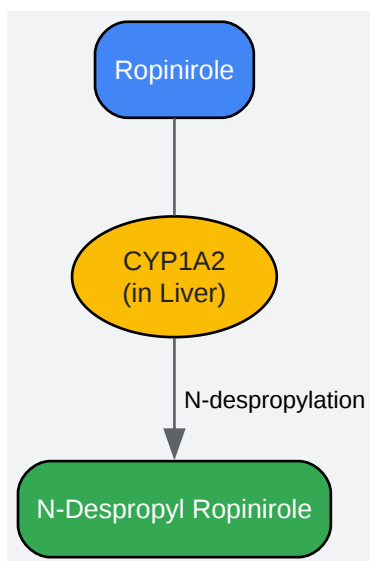 Ropinirole
CYP1A2
(in Liver)
N-despropylation
N-Despropyl Ropinirole